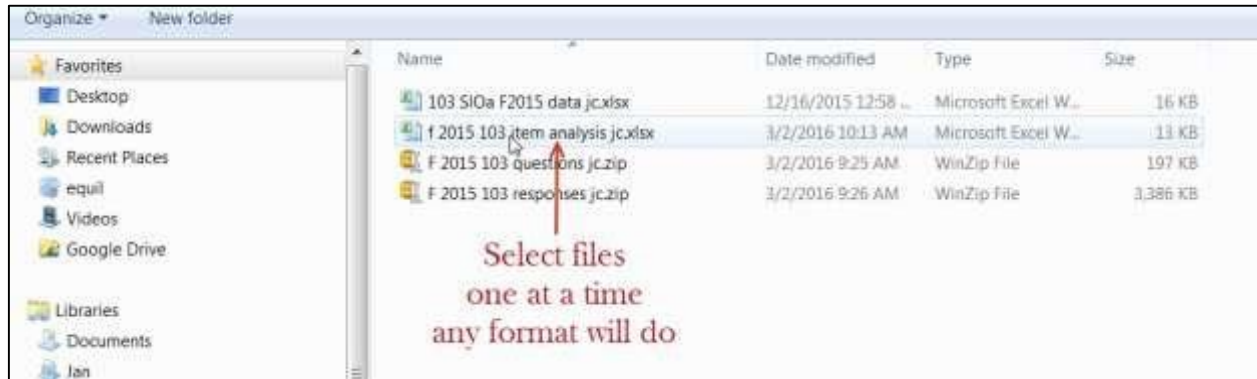 Organize New folder
Favorites
Desktop
Downloads
Recent Places
equil
Videos
Google Drive
Libraries
Documents
Jan
Name Date modified Type Size
103 SlOa F2015 data jc.xlsx 12/16/2015 12:58 ... Microsoft Excel W... 16 KB
f 2015 103 item analysis jc.xlsx 3/2/2016 10:13 AM Microsoft Excel W... 13 KB
F 2015 103 questions jc.zip 3/2/2016 9:25 AM WinZip File 197 KB
F 2015 103 responses jc.zip 3/2/2016 9:26 AM WinZip File 3,386 KB
Select files
one at a time
any format will do